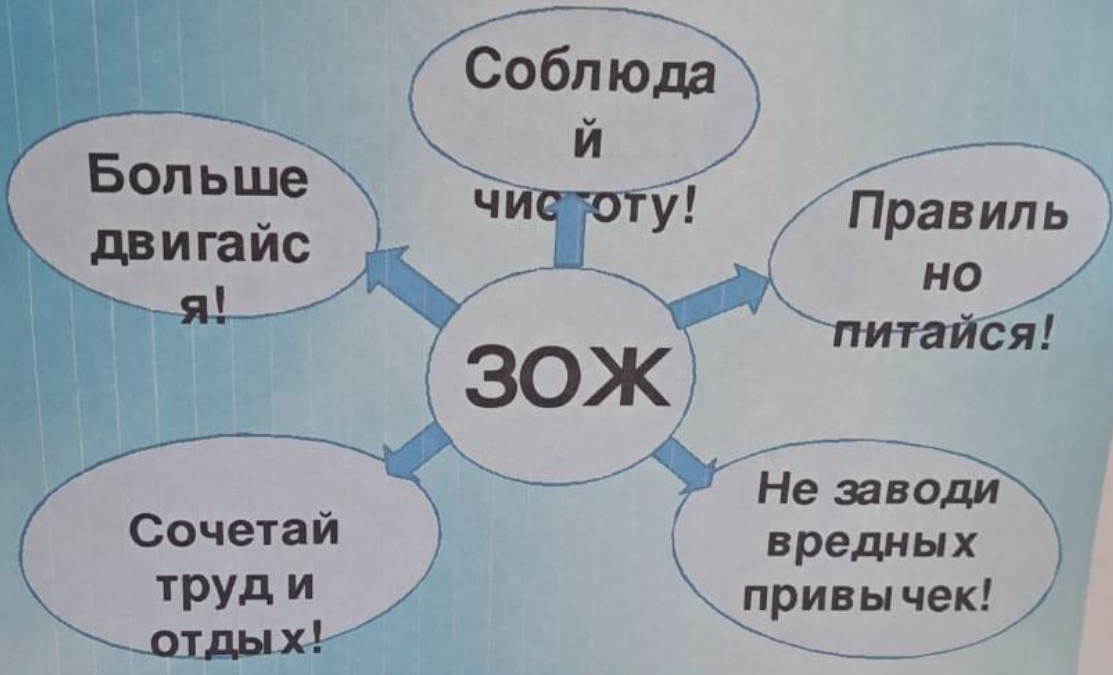 Соблюда
й
чистоту!
Больше
двигайс
я!
Правиль
но
питайся!
ЗОЖ
Сочетай
труд и
отдых!
Не заводи
вредных
привычек!